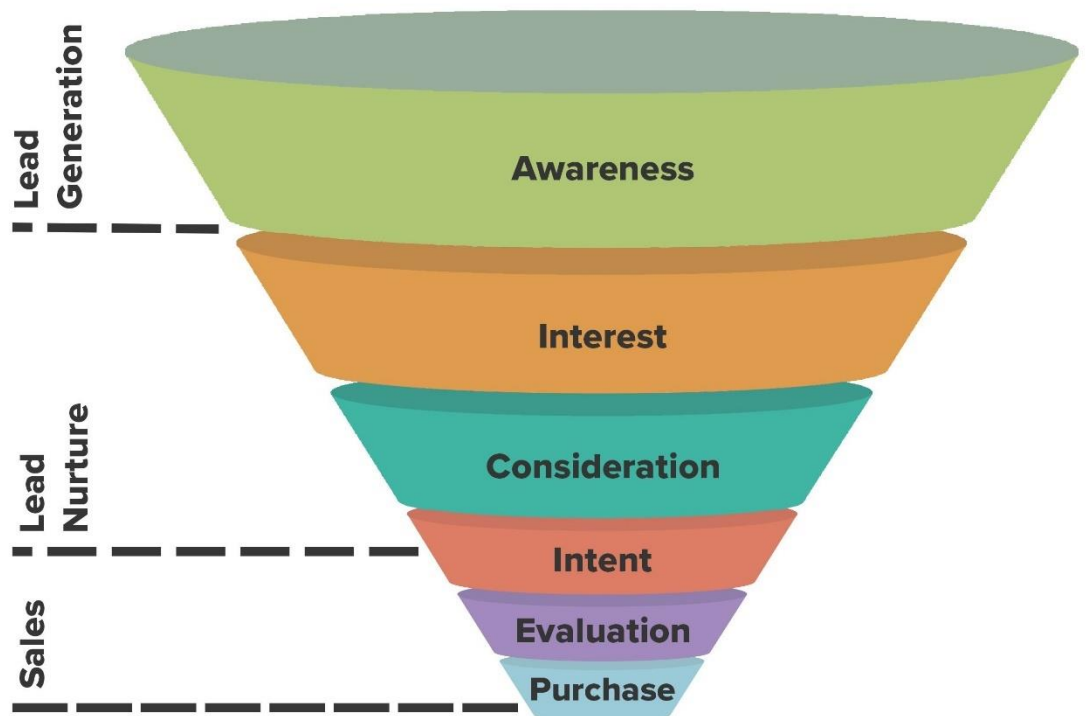 Lead
Generation
Awareness
Interest
Lead
Nurture
Consideration
Intent
Sales
Evaluation
Purchase